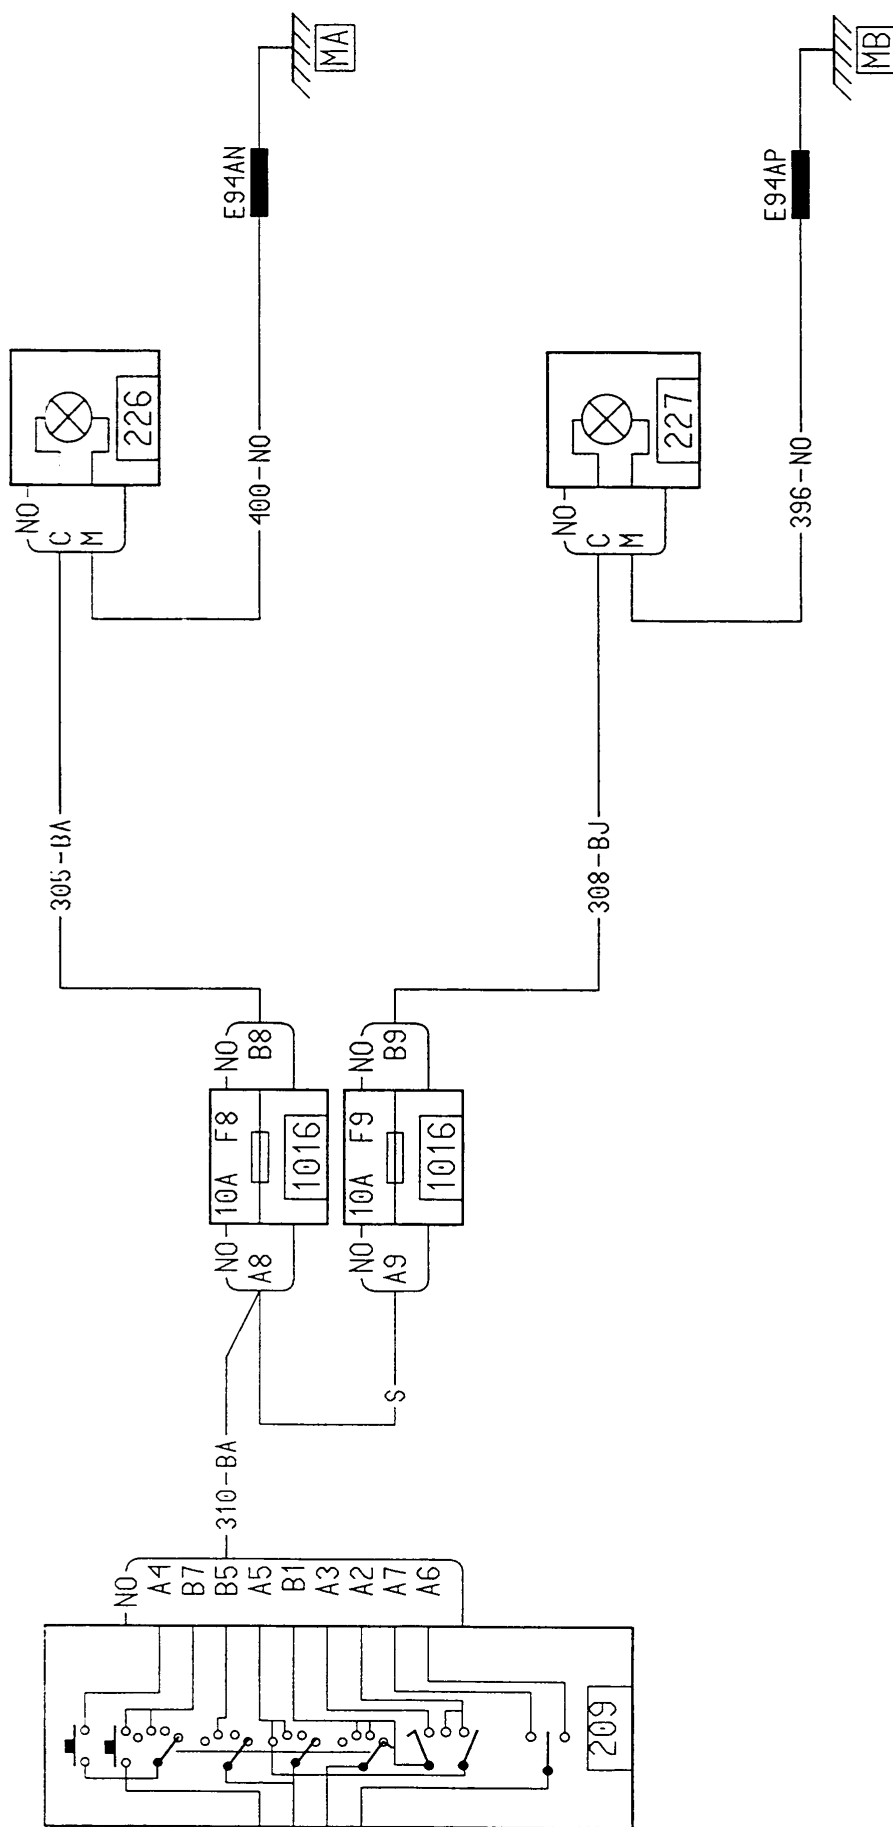 MA
E94AN
226
NO
C
M
400-NO
305-BA
MB
E94AP
227
NO
C
M
396-NO
308-BJ
NO
B8
10A F8
1016
NO
A8
NO
B9
10A F9
1016
NO
A9
S
310-BA
NO
A4
B7
B5
A5
B1
A3
A2
A7
A6
209